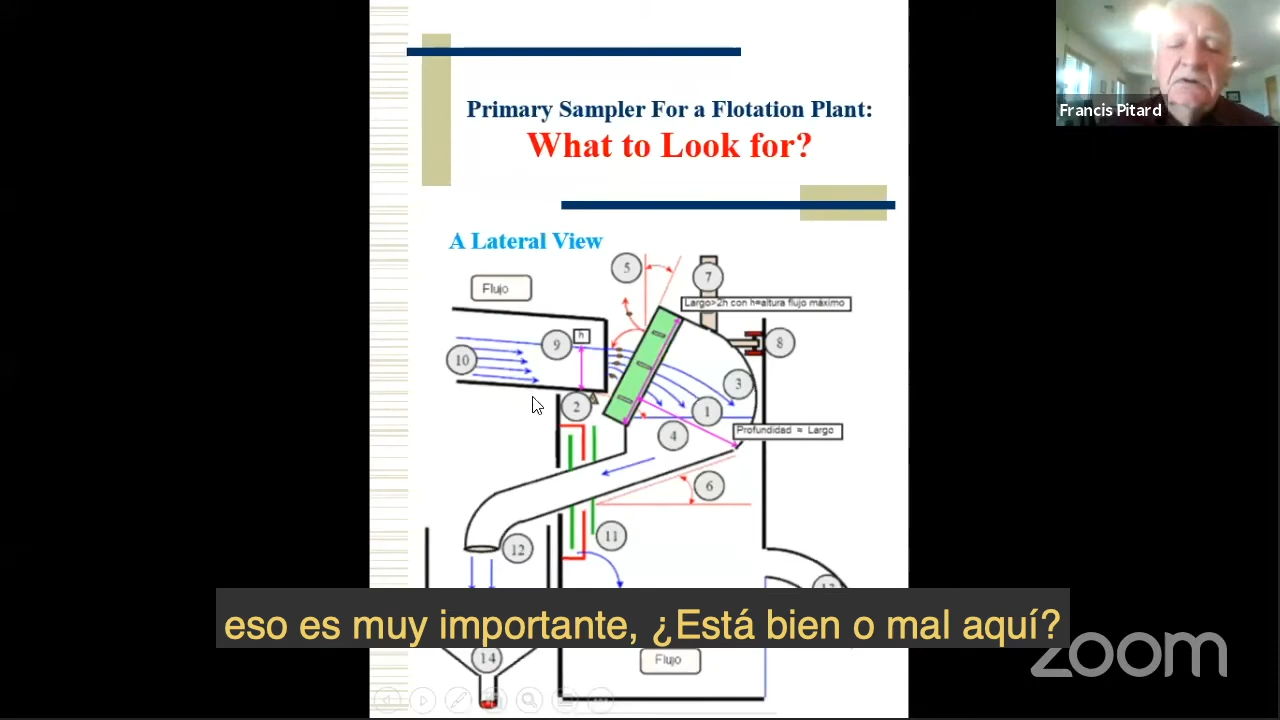 Primary Sampler For a Flotation Plant:
What to Look for?
A Lateral View
Francis Pitard
Flujo
5
7
Largo>2h con h=altura flujo máximo
h
9
8
10
3
2
1
4
Profundidad ≈ Largo
6
11
12
eso es muy importante, ¿Está bien o mal aquí?
14
Flujo
zoom